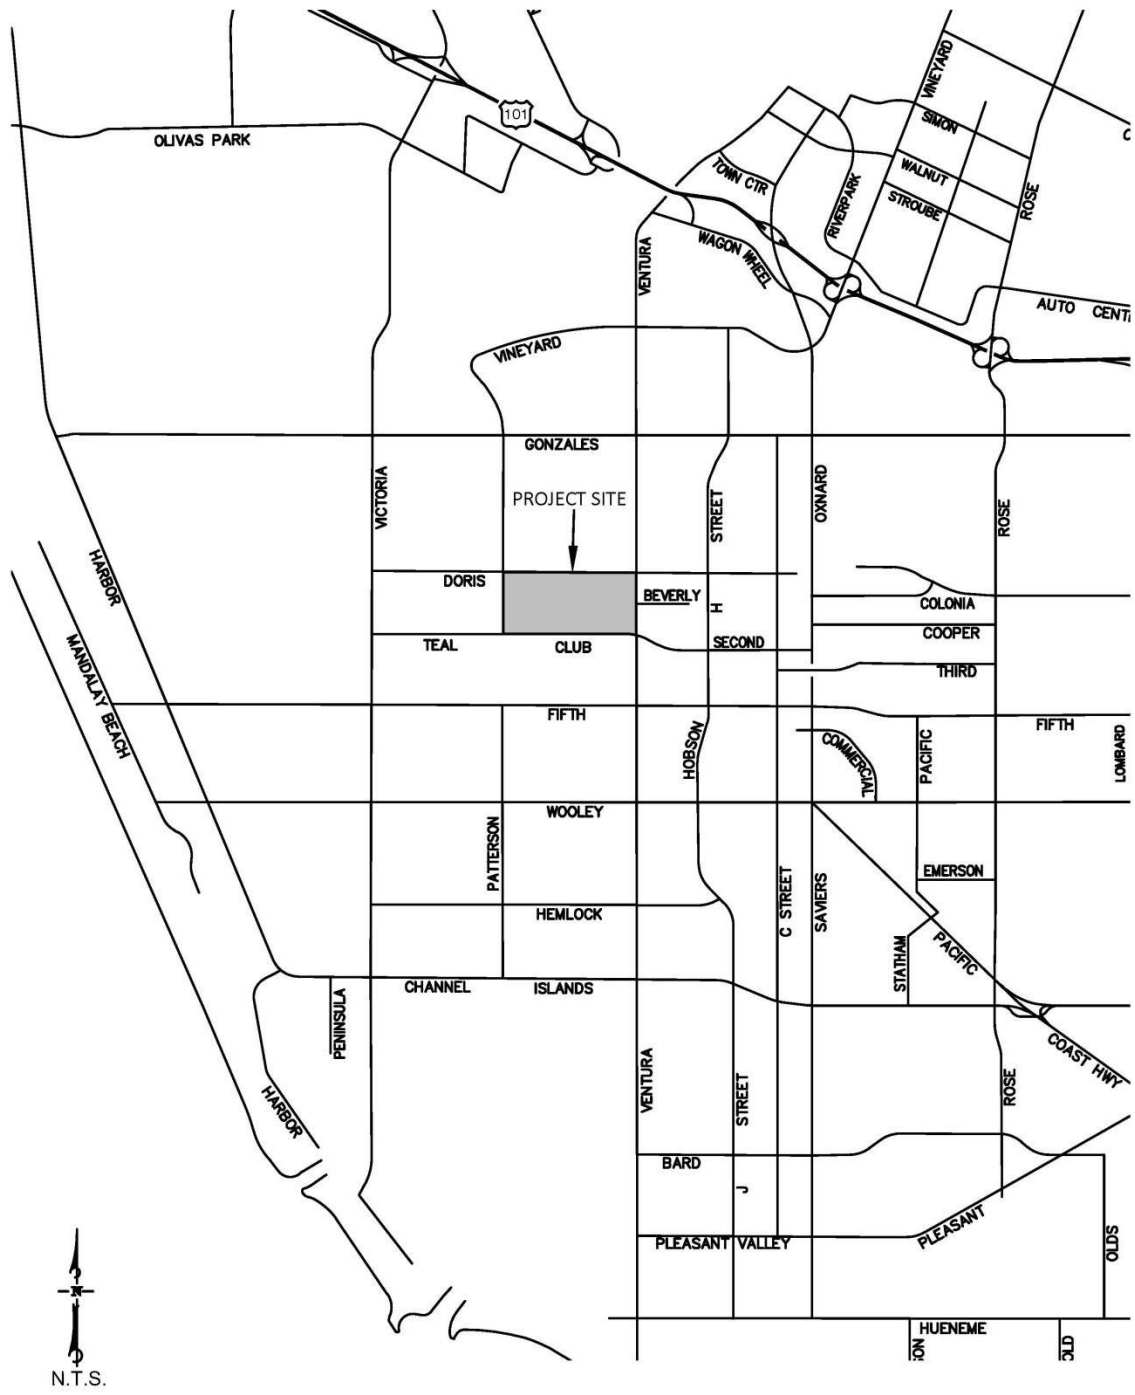 VINEYARD
101
SIMON
C
OLIVAS PARK
WALNUT
TOWN CTR
STROUBE
ROSE
RIVERPARK
WAGON WHEEL
VENTURA
AUTO CENT
VINEYARD
GONZALES
VICTORIA
PROJECT SITE
STREET
OXNARD
ROSE
HARBOR
DORIS
BEVERLY
H
COLONIA
COOPER
TEAL
CLUB
SECOND
MANDALAY BEACH
THIRD
FIFTH
FIFTH
HOBSON
COMMERCIAL
PACIFIC
LOMBARD
WOOLEY
PATTERSON
EMERSON
C STREET
SAVIERS
HEMLOCK
STATHAM
PACIFIC
CHANNEL
ISLANDS
PENINSULA
COAST HWY
VENTURA
STREET
ROSE
HARBOR
BARD
J
PLEASANT
PLEASANT VALLEY
OLDS
N
HUENEME
ON
OLD
N.T.S.